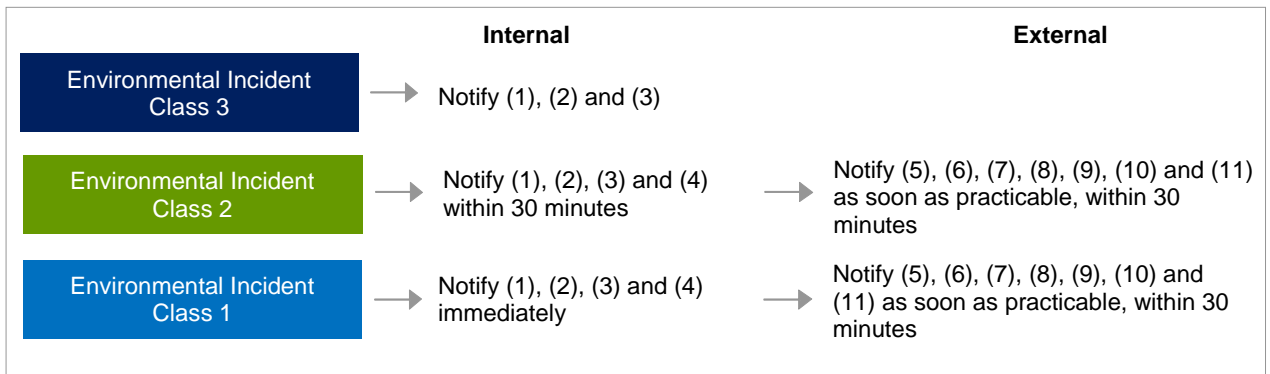 Internal
External
Environmental Incident
Class 3
Notify (1), (2) and (3)
Environmental Incident
Class 2
Notify (1), (2), (3) and (4)
within 30 minutes
Notify (5), (6), (7), (8), (9), (10) and (11)
as soon as practicable, within 30
minutes
Environmental Incident
Class 1
Notify (1), (2), (3) and (4)
immediately
Notify (5), (6), (7), (8), (9), (10) and
(11) as soon as practicable, within 30
minutes